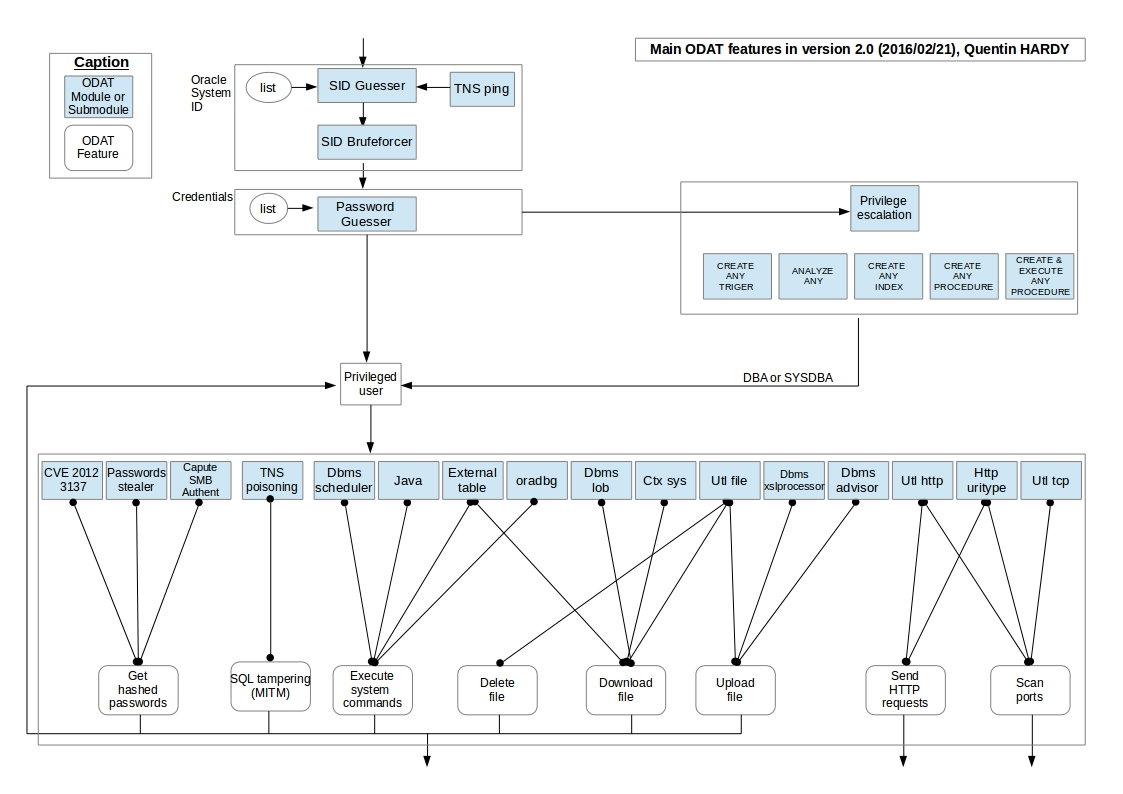 Main ODAT features in version 2.0 (2016/02/21), Quentin HARDY
Caption
ODAT
Module or
Submodule
ODAT
Feature
Oracle
System
ID
list
SID Guesser
TNS ping
SID Brufeforcer
Credentials
list
Password
Guesser
Privilege
escalation
CREATE
ANY
TRIGER
ANALYZE
ANY
CREATE
ANY
INDEX
CREATE
ANY
PROCEDURE
CREATE &
EXECUTE
ANY
PROCEDURE
Privileged
user
DBA or SYSDBA
CVE 2012
3137
Passwords
stealer
Capute
SMB
Authent
TNS
poisoning
Dbms
scheduler
Java
External
table
oradbg
Dbms
lob
Ctx sys
Utl file
Dbms
xslprocessor
Dbms
advisor
Utl http
Http
uritype
Utl tcp
Get
hashed
passwords
SQL tampering
(MITM)
Execute
system
commands
Delete
file
Download
file
Upload
file
Send
HTTP
requests
Scan
ports